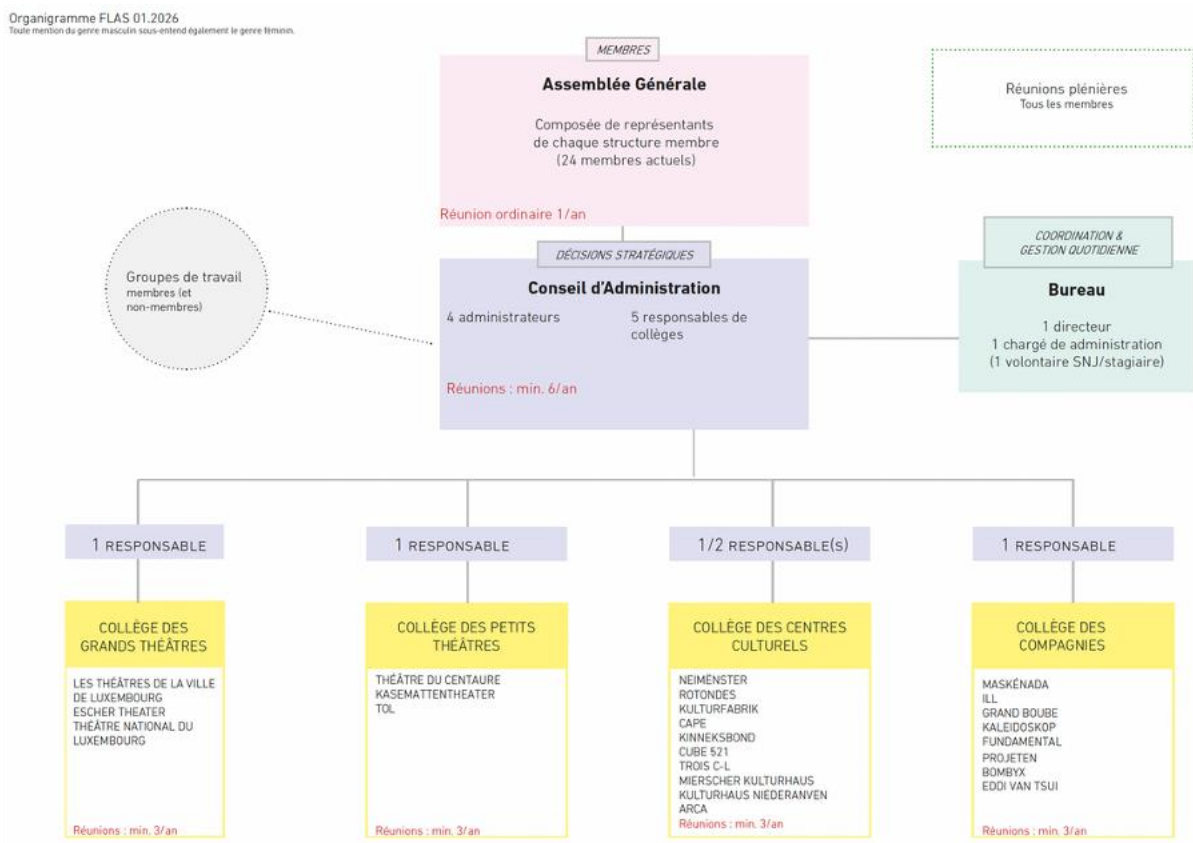 Organigramme FLAS 01.2026
Toute mention du genre masculin sous-entend également le genre féminin.
MEMBRES
Assemblée Générale
Composée de représentants
de chaque structure membre
(24 membres actuels)
Réunion ordinaire 1/an
Réunions plénières
Tous les membres
Groupes de travail
membres (et
non-membres)
DÉCISIONS STRATÉGIQUES
Conseil d'Administration
4 administrateurs
5 responsables de
collèges
Réunions : min. 6/an
COORDINATION &
GESTION QUOTIDIENNE
Bureau
1 directeur
1 chargé de administration
(1 volontaire SNJ/stagiaire)
1 RESPONSABLE
COLLÈGE DES
GRANDS THÉÂTRES
LES THÉÂTRES DE LA VILLE
DE LUXEMBOURG
ESCHER THEATER
THÉÂTRE NATIONAL DU
LUXEMBOURG
Réunions : min. 3/an
1 RESPONSABLE
COLLÈGE DES PETITS
THÉÂTRES
THÉÂTRE DU CENTAURE
KASEMATTENTHEATER
TOL
Réunions : min. 3/an
1/2 RESPONSABLE(S)
COLLÈGE DES CENTRES
CULTURELS
NEIMËNSTER
ROTONDES
KULTURFABRIK
CAPE
KINNEKSBOND
CUBE 521
TROIS C-L
MIERSCHER KULTURHAUS
KULTURHAUS NIEDERANVEN
ARCA
Réunions : min. 3/an
1 RESPONSABLE
COLLÈGE DES
COMPAGNIES
MASKÉNADA
ILL
GRAND BOUBE
KALEIDOSKOP
FUNDAMENTAL
PROJETEN
BOMBYX
EDDI VAN TSUI
Réunions : min. 3/an